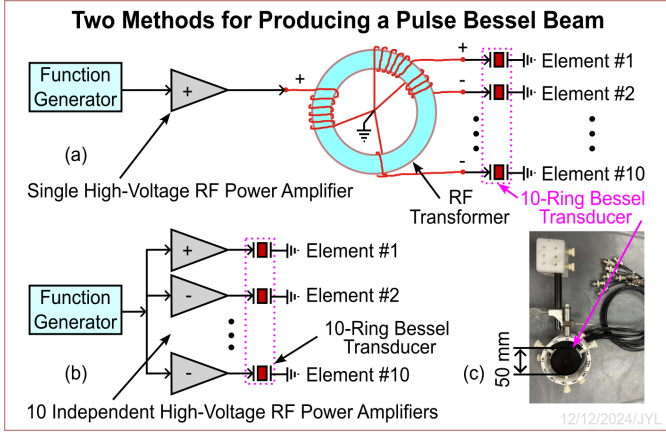 Two Methods for Producing a Pulse Bessel Beam
Function
Generator
+
+
+
Element #1
-
Element #2
(a)
-
Element #10
Single High-Voltage RF Power Amplifier
RF
Transformer
10-Ring Bessel
Transducer
+
Element #1
Function
Generator
-
Element #2
10-Ring Bessel
Transducer
(b)
-
Element #10
(c)
50 mm
10 Independent High-Voltage RF Power Amplifiers
12/12/2024/JYL